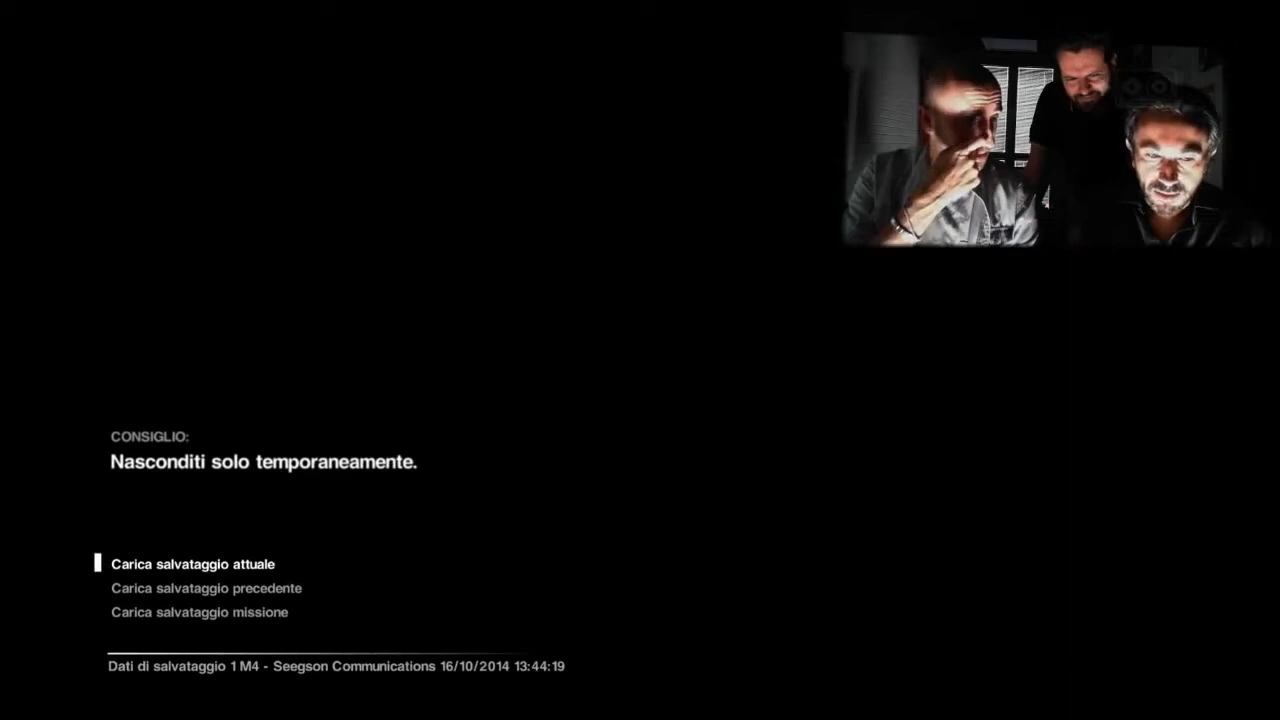 CONSIGLIO:
Nasconditi solo temporaneamente.
Carica salvataggio attuale
Carica salvataggio precedente
Carica salvataggio missione
Dati di salvataggio 1 M4 - Seegson Communications 16/10/2014 13:44:19